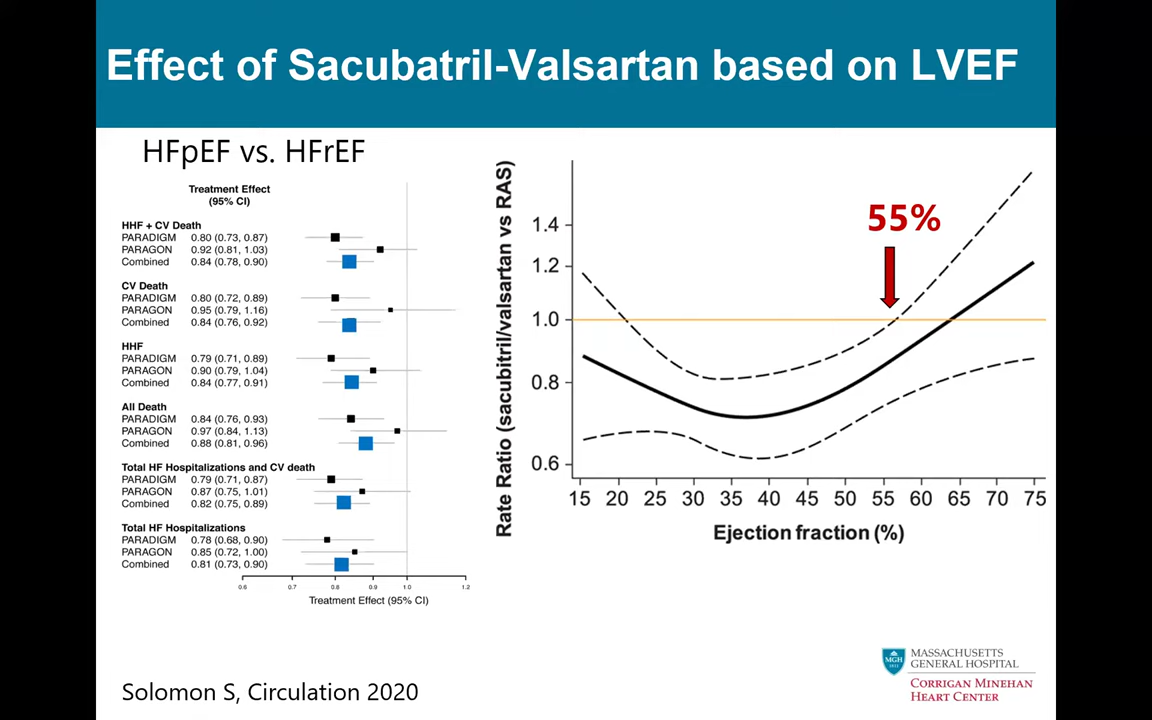 Effect of Sacubatril-Valsartan based on LVEF
HFpEF vs. HFrEF
Treatment Effect
(95% CI)
HHF + CV Death
PARADIGM 0.80 (0.73, 0.87)
PARAGON 0.92 (0.81, 1.03)
Combined 0.84 (0.78, 0.90)
CV Death
PARADIGM 0.80 (0.72, 0.89)
PARAGON 0.95 (0.79, 1.16)
Combined 0.84 (0.76, 0.92)
HHF
PARADIGM 0.79 (0.71, 0.89)
PARAGON 0.90 (0.79, 1.04)
Combined 0.84 (0.77, 0.91)
All Death
PARADIGM 0.84 (0.76, 0.93)
PARAGON 0.97 (0.84, 1.13)
Combined 0.88 (0.81, 0.96)
Total HF Hospitalizations and CV death
PARADIGM 0.79 (0.71, 0.87)
PARAGON 0.87 (0.75, 1.01)
Combined 0.82 (0.75, 0.89)
Total HF Hospitalizations
PARADIGM 0.78 (0.68, 0.90)
PARAGON 0.85 (0.72, 1.00)
Combined 0.81 (0.73, 0.90)
0.6 0.7 0.8 0.9 1.0 1.2
Treatment Effect (95% CI)
Rate Ratio (sacubitril/valsartan vs RAS)
55%
1.4
1.2
1.0
0.8
0.6
15 20 25 30 35 40 45 50 55 60 65 70 75
Ejection fraction (%)
Solomon S, Circulation 2020
MGH
1811
MASSACHUSETTS
GENERAL HOSPITAL
CORRIGAN MINEHAN
HEART CENTER